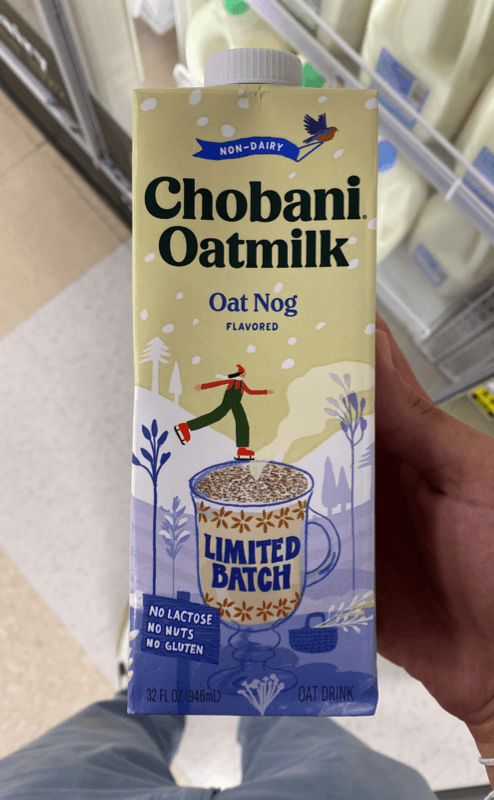 NON-DAIRY
Chobani
Oatmilk
Oat Nog
FLAVORED
LIMITED
BATCH
NO LACTOSE
NO NUTS
NO GLUTEN
32 FL OZ (946mL)
OAT DRINK